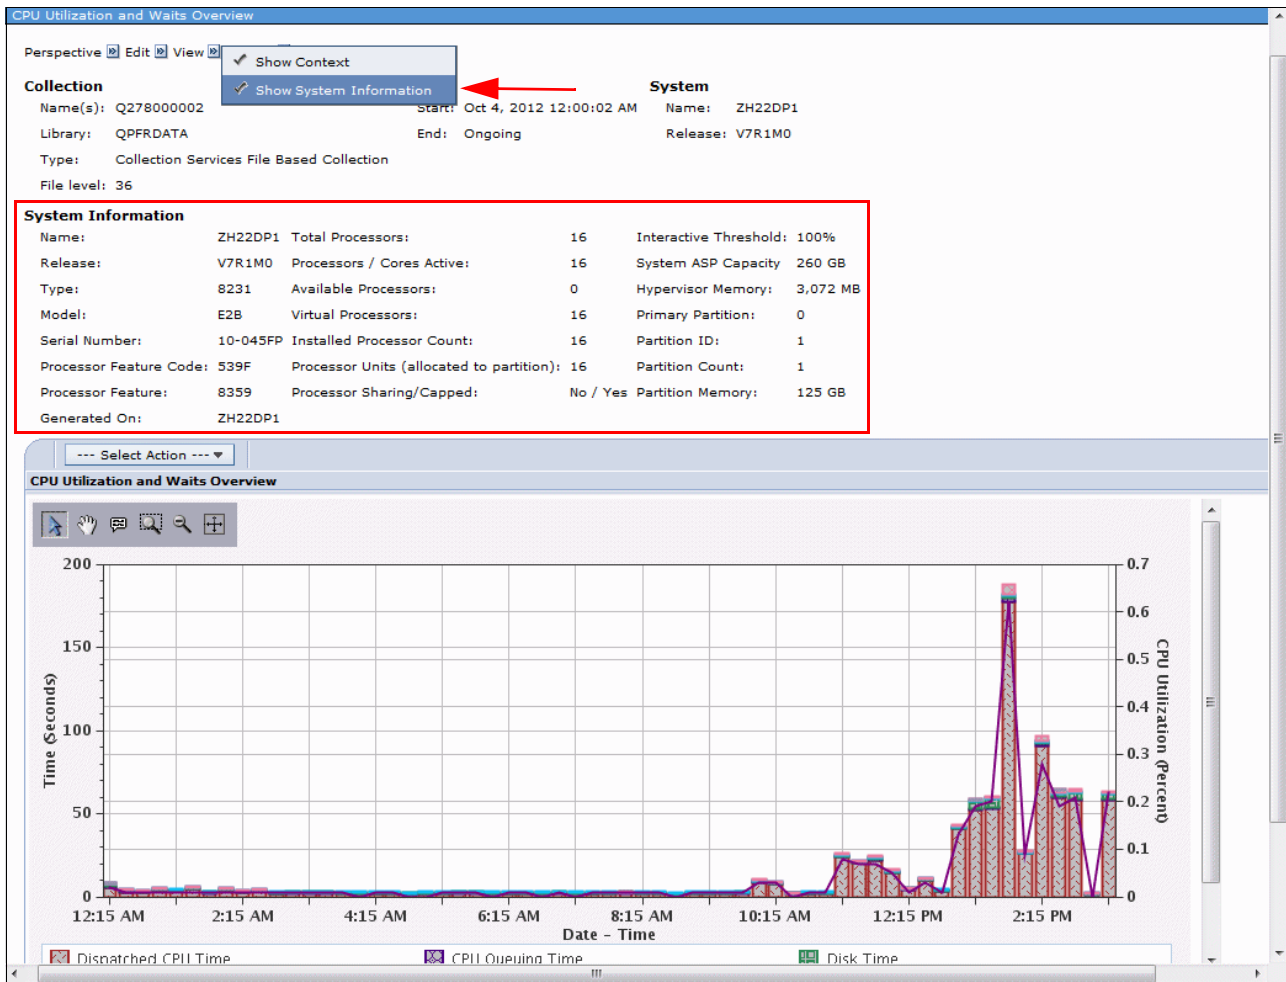 CPU Utilization and Waits Overview
Perspective Edit View
Show Context
Show System Information
Collection System
Name(s): Q278000002 Start: Oct 4, 2012 12:00:02 AM Name: ZH22DP1
Library: QPFRDATA End: Ongoing Release: V7R1M0
Type: Collection Services File Based Collection
File level: 36
System Information
Name: ZH22DP1 Total Processors: 16 Interactive Threshold: 100%
Release: V7R1M0 Processors / Cores Active: 16 System ASP Capacity 260 GB
Type: 8231 Available Processors: 0 Hypervisor Memory: 3,072 MB
Model: E2B Virtual Processors: 16 Primary Partition: 0
Serial Number: 10-045FP Installed Processor Count: 16 Partition ID: 1
Processor Feature Code: 539F Processor Units (allocated to partition): 16 Partition Count: 1
Processor Feature: 8359 Processor Sharing/Capped: No / Yes Partition Memory: 125 GB
Generated On: ZH22DP1
--- Select Action ---
CPU Utilization and Waits Overview
200 0.7
0.6
150
0.5
0.4
100
0.3
0.2
50
0.1
0 0
Time (Seconds)
CPU Utilization (Percent)
12:15 AM 2:15 AM 4:15 AM 6:15 AM 8:15 AM 10:15 AM 12:15 PM 2:15 PM
Date - Time
Dispatched CPU Time CPU Queuing Time Disk Time